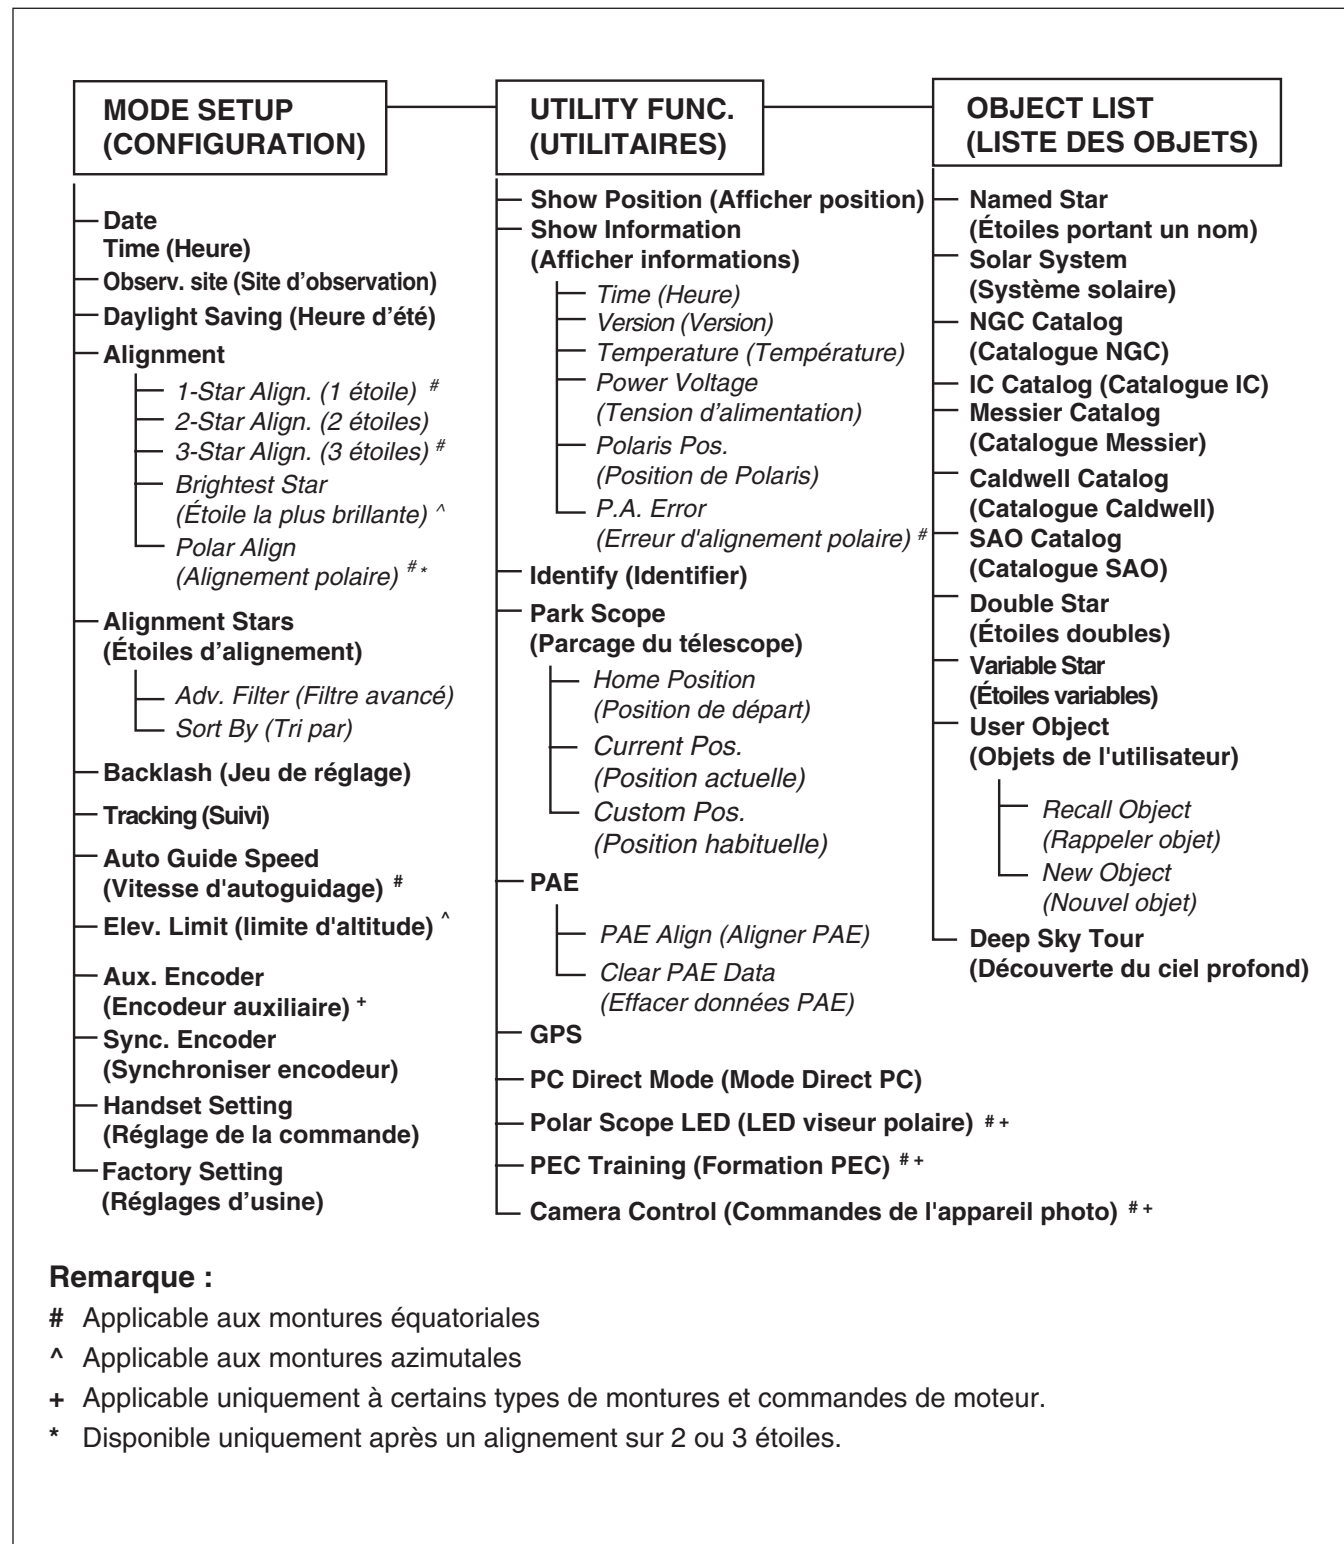 MODE SETUP
(CONFIGURATION)
Date
Time (Heure)
Observ. site (Site d’observation)
Daylight Saving (Heure d’été)
Alignment
1-Star Align. (1 étoile) #
2-Star Align. (2 étoiles)
3-Star Align. (3 étoiles) #
Brightest Star
(Étoile la plus brillante) ^
Polar Align
(Alignement polaire) # *
Alignment Stars
(Étoiles d’alignement)
Adv. Filter (Filtre avancé)
Sort By (Tri par)
Backlash (Jeu de réglage)
Tracking (Suivi)
Auto Guide Speed
(Vitesse d'autoguidage) #
Elev. Limit (limite d'altitude) ^
Aux. Encoder
(Encodeur auxiliaire) +
Sync. Encoder
(Synchroniser encodeur)
Handset Setting
(Réglage de la commande)
Factory Setting
(Réglages d’usine)
UTILITY FUNC.
(UTILITAIRES)
Show Position (Afficher position)
Show Information
(Afficher informations)
Time (Heure)
Version (Version)
Temperature (Température)
Power Voltage
(Tension d’alimentation)
Polaris Pos.
(Position de Polaris)
P.A. Error
(Erreur d'alignement polaire) #
Identify (Identifier)
Park Scope
(Parcage du télescope)
Home Position
(Position de départ)
Current Pos.
(Position actuelle)
Custom Pos.
(Position habituelle)
PAE
PAE Align (Aligner PAE)
Clear PAE Data
(Effacer données PAE)
GPS
PC Direct Mode (Mode Direct PC)
Polar Scope LED (LED viseur polaire) # +
PEC Training (Formation PEC) # +
Camera Control (Commandes de l'appareil photo) # +
OBJECT LIST
(LISTE DES OBJETS)
Named Star
(Étoiles portant un nom)
Solar System
(Système solaire)
NGC Catalog
(Catalogue NGC)
IC Catalog (Catalogue IC)
Messier Catalog
(Catalogue Messier)
Caldwell Catalog
(Catalogue Caldwell)
SAO Catalog
(Catalogue SAO)
Double Star
(Étoiles doubles)
Variable Star
(Étoiles variables)
User Object
(Objets de l'utilisateur)
Recall Object
(Rappeler objet)
New Object
(Nouvel objet)
Deep Sky Tour
(Découverte du ciel profond)
Remarque :
# Applicable aux montures équatoriales
^ Applicable aux montures azimutales
+ Applicable uniquement à certains types de montures et commandes de moteur.
* Disponible uniquement après un alignement sur 2 ou 3 étoiles.